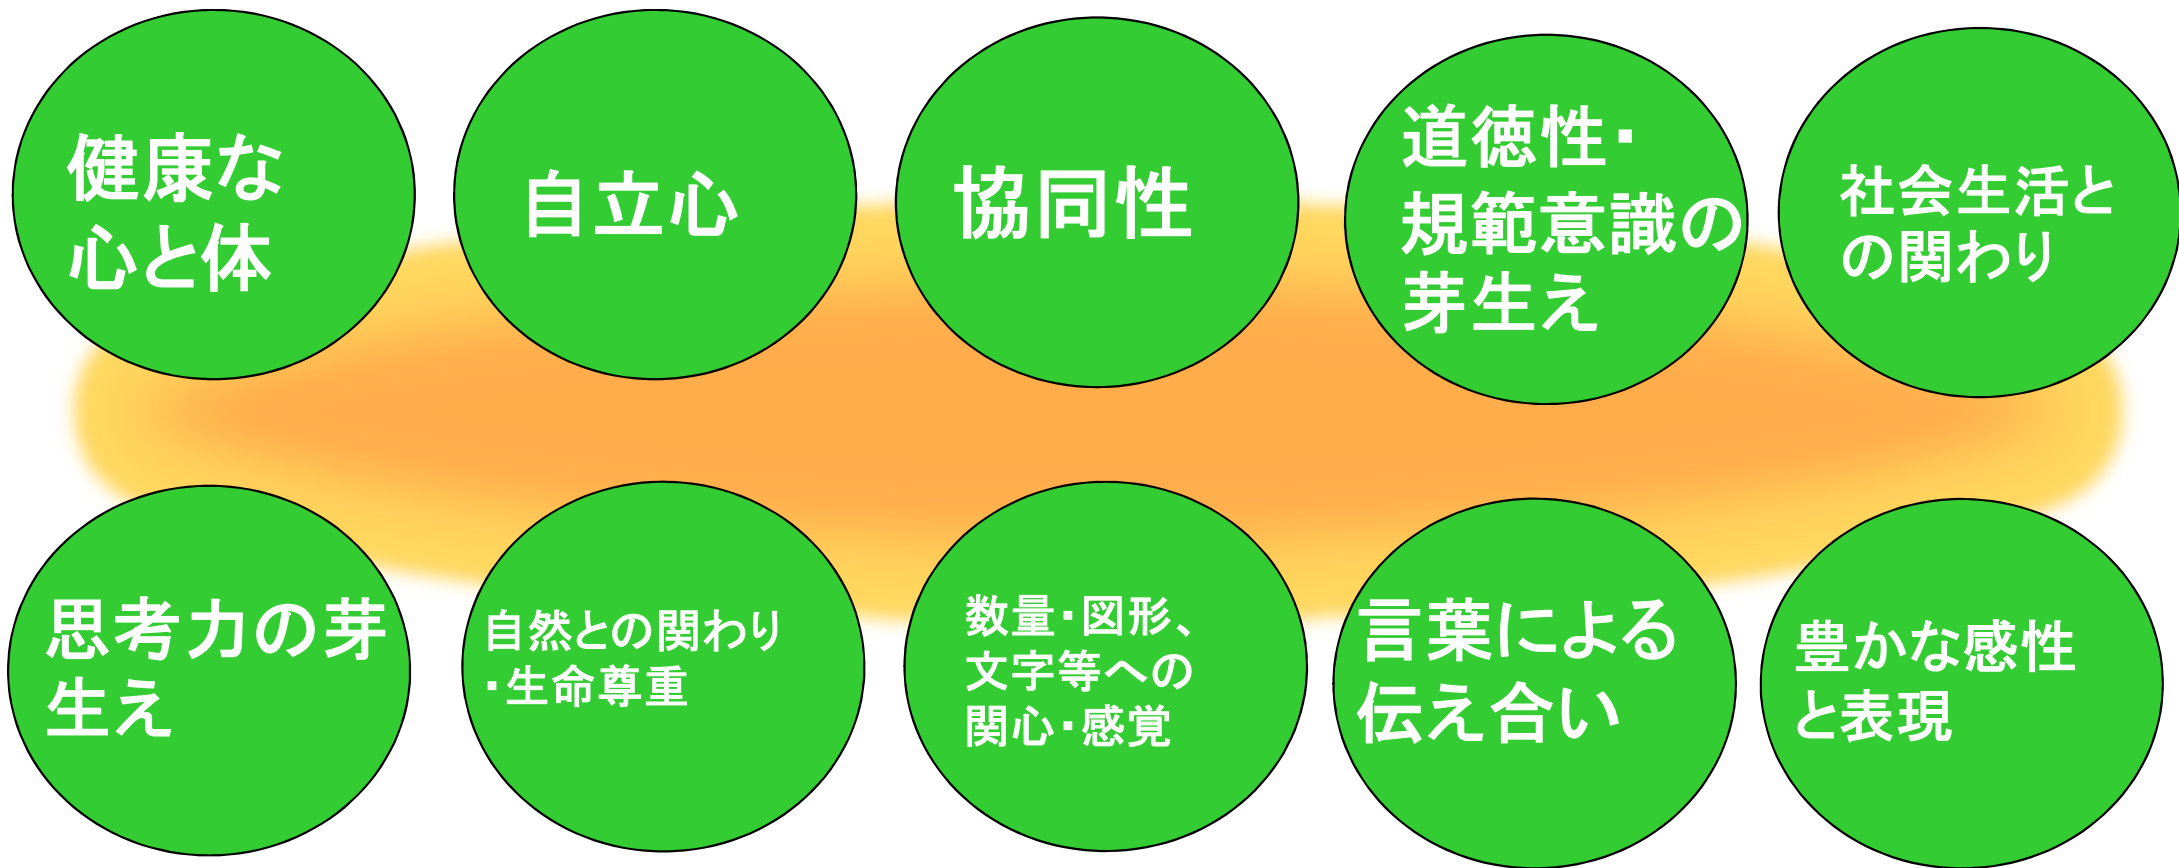 健康な
心と体
自立心
協同性
道徳性・
規範意識の
芽生え
社会生活と
の関わり
思考力の芽
生え
自然との関わり
・生命尊重
数量・図形、
文字等への
関心・感覚
言葉による
伝え合い
豊かな感性
と表現